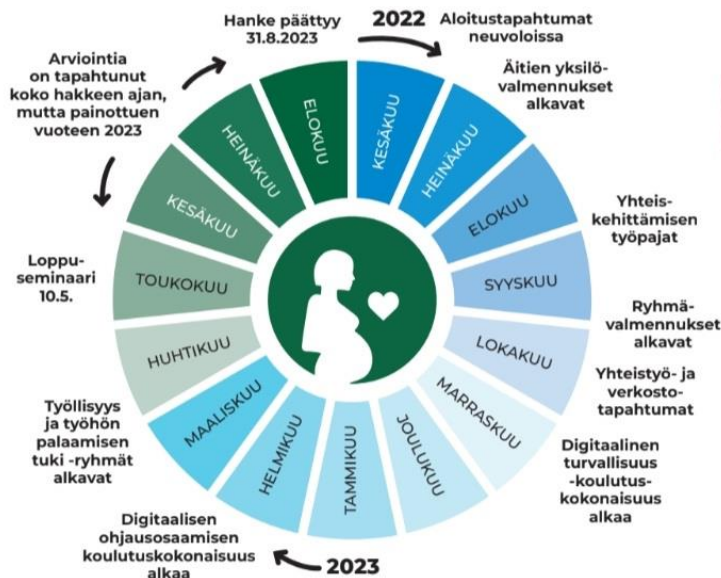 2022
Aloitustapahtumat
neuvoloissa
Äitien yksilö-
valmennukset
alkavat
Yhteis-
kehittämisen
työpajat
Ryhmä-
valmennukset
alkavat
Yhteistyö- ja
verkosto-
tapahtumat
Digitaalinen
turvallisuus
-koulutus-
kokonaisuus
alkaa
2023
Digitaalisen
ohjausosaamisen
koulutuskokonaisuus
alkaa
Työllisyys
ja työhön
palaamisen
tuki -ryhmät
alkavat
Loppu-
seminaari
10.5.
Arviointia
on tapahtunut
koko hakkeen ajan,
mutta painottuen
vuoteen 2023
Hanke päättyy
31.8.2023
KESÄKUU
HEINÄKUU
ELOKUU
SYYSKUU
LOKAKUU
MARRASKUU
JOULUKUU
TAMMIKUU
HELMIKUU
MAALISKUU
HUHTIKUU
TOUKOKUU
KESÄKUU
HEINÄKUU
ELOKUU